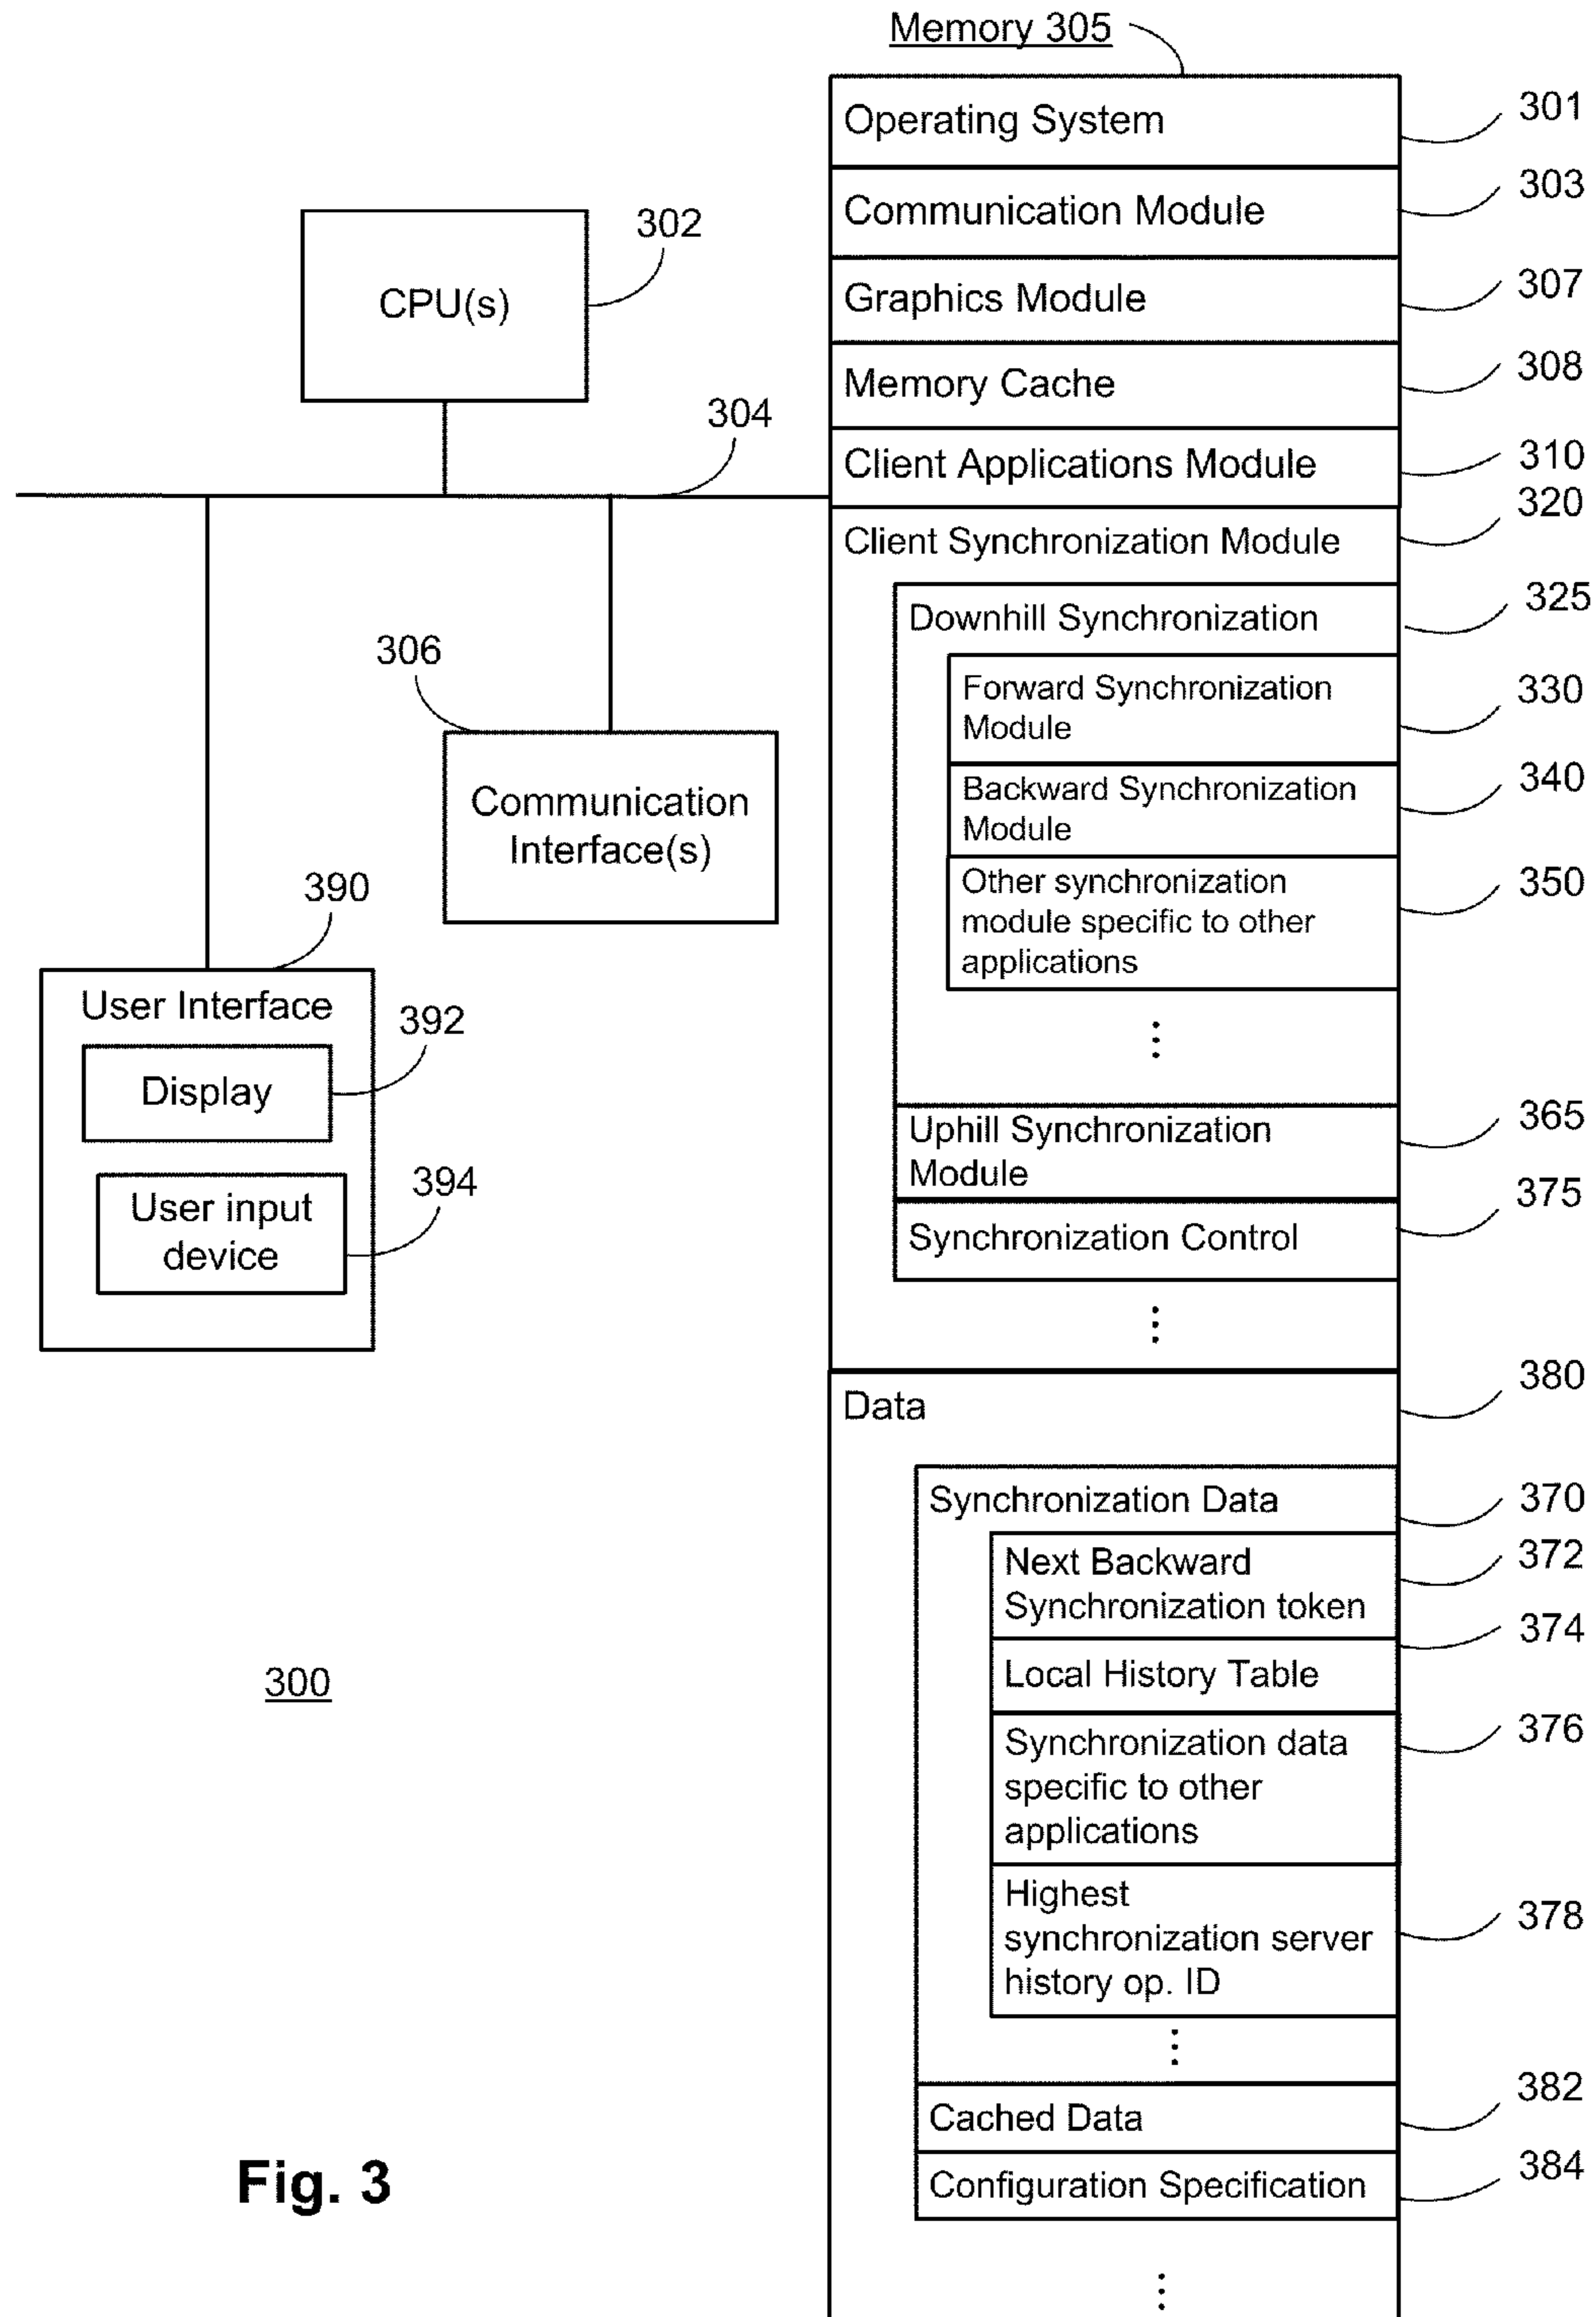 Memory 305
Operating System
301
Communication Module
303
Graphics Module
307
Memory Cache
308
Client Applications Module
310
Client Synchronization Module
320
Downhill Synchronization
325
Forward Synchronization
Module
330
Backward Synchronization
Module
340
Other synchronization
module specific to other
applications
350
Uphill Synchronization
Module
365
Synchronization Control
375
Data
380
Synchronization Data
370
Next Backward
Synchronization token
372
Local History Table
374
Synchronization data
specific to other
applications
376
Highest
synchronization server
history op. ID
378
Cached Data
382
Configuration Specification
384
CPU(s)
302
304
306
Communication
Interface(s)
390
User Interface
Display
392
User input
device
394
300
Fig. 3